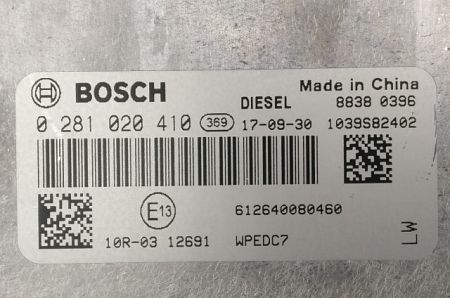 BOSCH
Made in China
DIESEL 8838 0396
0 281 020 410 369 17-09-30 1039S82402
E13 612640080460
10R-03 12691 WPEDC7
LW